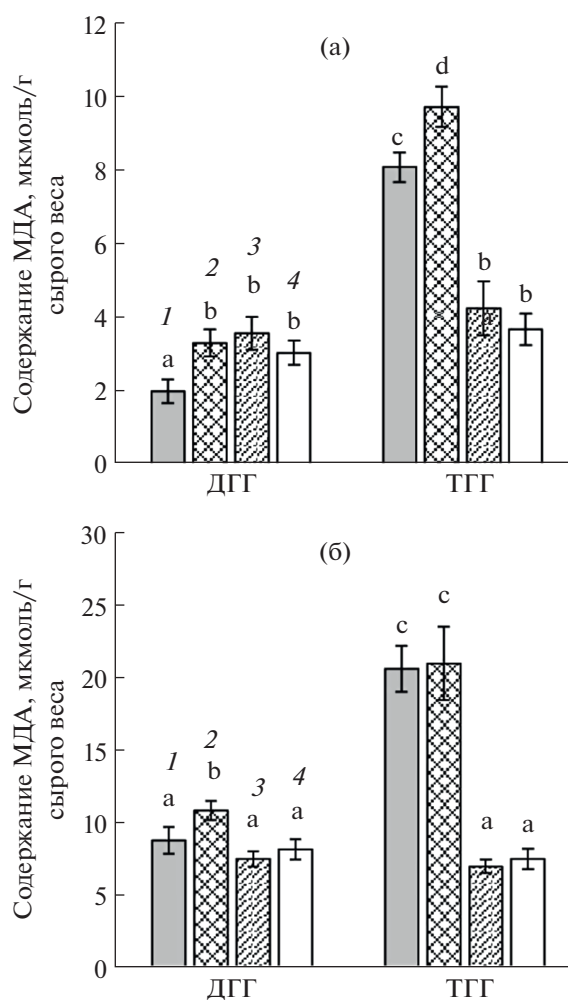 (а)
Содержание МДА, мкмоль/г
сырого веса
12
10
8
6
4
2
0
1
a
2
b
3
b
4
b
c
d
b
b
ДГГ
ТГГ
(б)
Содержание МДА, мкмоль/г
сырого веса
30
25
20
15
10
5
0
1
a
2
b
3
a
4
a
c
c
a
a
ДГГ
ТГГ